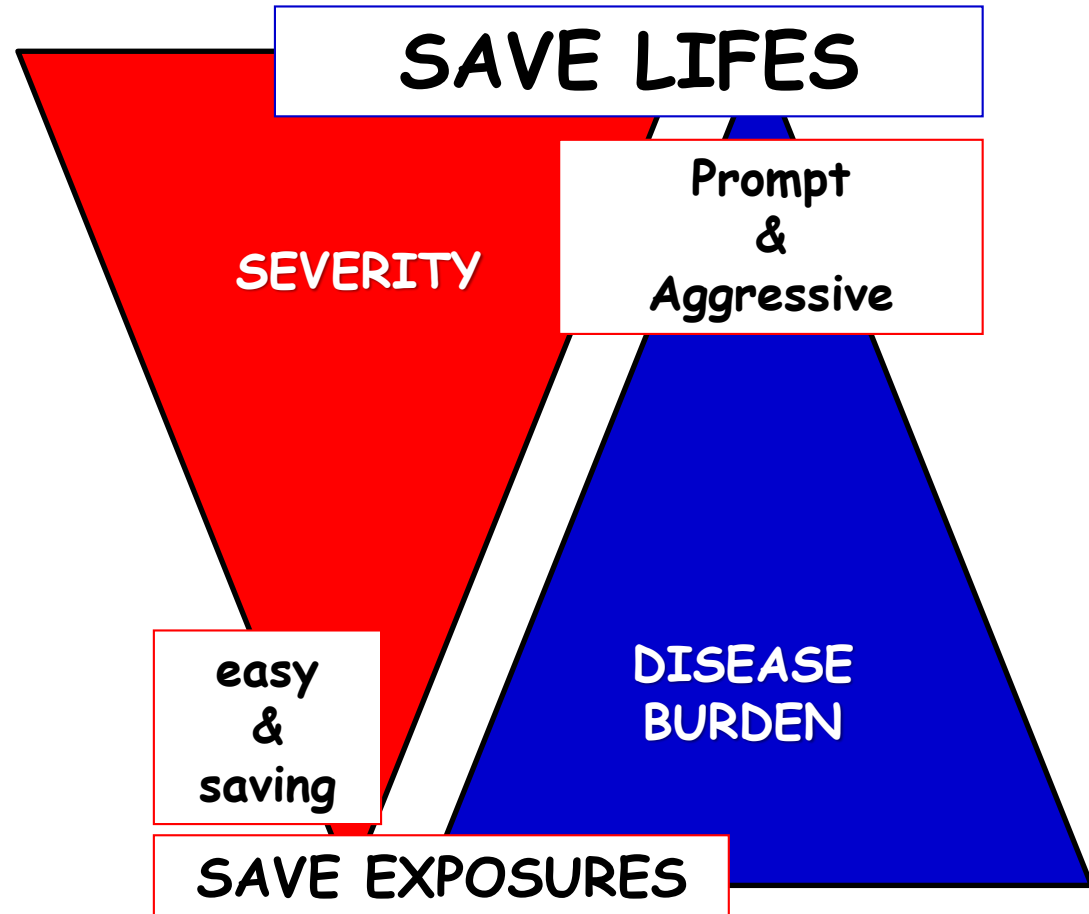 SAVE LIFES
Prompt
&
Aggressive
SEVERITY
easy
&
saving
DISEASE
BURDEN
SAVE EXPOSURES